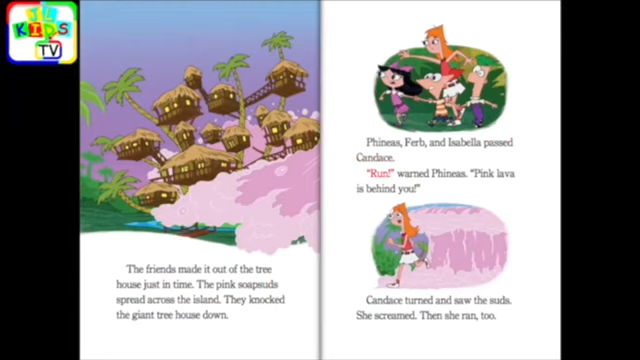 JL
KIDS
TV
The friends made it out of the tree
house just in time. The pink soapsuds
spread across the island. They knocked
the giant tree house down.
Phineas, Ferb, and Isabella passed
Candace.
“Run!” warned Phineas. “Pink lava
is behind you!”
Candace turned and saw the suds.
She screamed. Then she ran, too.